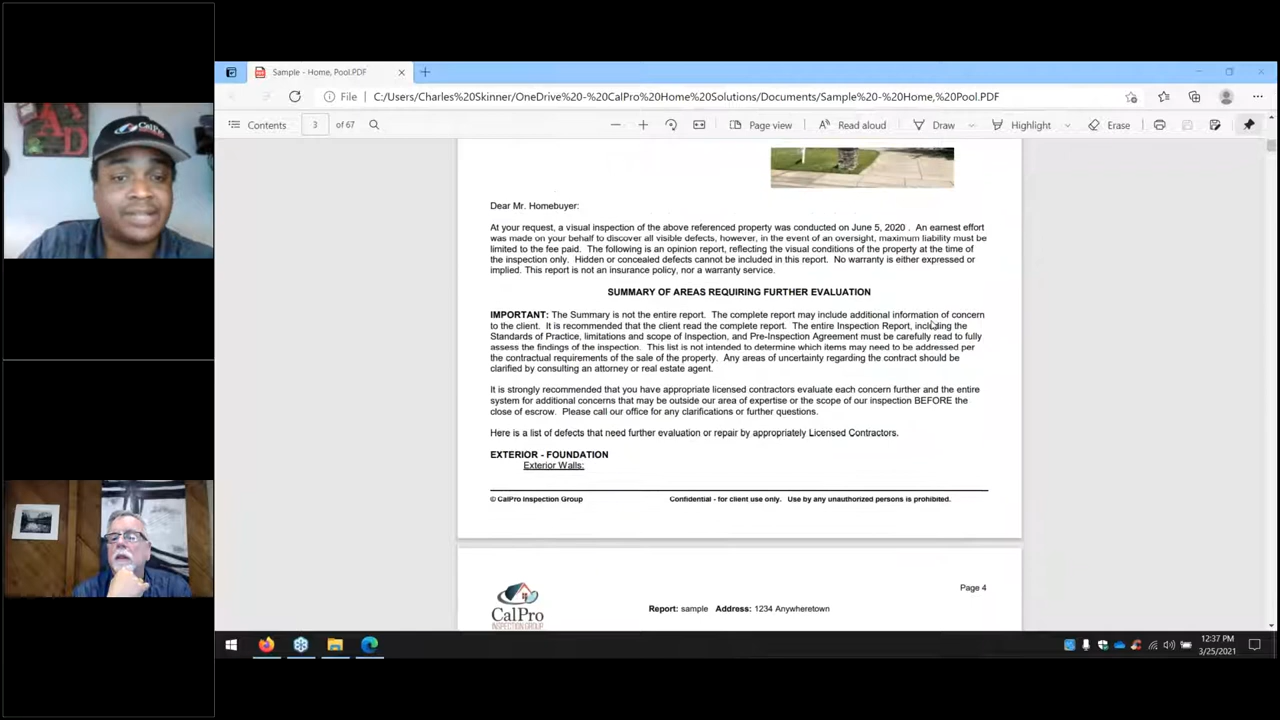 CalPro
Sample - Home, Pool.PDF
File C:/Users/Charles%20Skinner/OneDrive%20-%20CalPro%20Home%20Solutions/Documents/Sample%20-%20Home,%20Pool.PDF
Contents 3 of 67 Page view Read aloud Draw Highlight Erase
Dear Mr. Homebuyer:
At your request, a visual inspection of the above referenced property was conducted on June 5, 2020 . An earnest effort
was made on your behalf to discover all visible defects, however, in the event of an oversight, maximum liability must be
limited to the fee paid. The following is an opinion report, reflecting the visual conditions of the property at the time of
the inspection only. Hidden or concealed defects cannot be included in this report. No warranty is either expressed or
implied. This report is not an insurance policy, nor a warranty service.
SUMMARY OF AREAS REQUIRING FURTHER EVALUATION
IMPORTANT: The Summary is not the entire report. The complete report may include additional information of concern
to the client. It is recommended that the client read the complete report. The entire Inspection Report, including the
Standards of Practice, limitations and scope of Inspection, and Pre-Inspection Agreement must be carefully read to fully
assess the findings of the inspection. This list is not intended to determine which items may need to be addressed per
the contractual requirements of the sale of the property. Any areas of uncertainty regarding the contract should be
clarified by consulting an attorney or real estate agent.
It is strongly recommended that you have appropriate licensed contractors evaluate each concern further and the entire
system for additional concerns that may be outside our area of expertise or the scope of our inspection BEFORE the
close of escrow. Please call our office for any clarifications or further questions.
Here is a list of defects that need further evaluation or repair by appropriately Licensed Contractors.
EXTERIOR - FOUNDATION
Exterior Walls:
© CalPro Inspection Group Confidential - for client use only. Use by any unauthorized persons is prohibited.
Page 4
CalPro
INSPECTION GROUP
Report: sample Address: 1234 Anywheretown
12:37 PM
3/25/2021